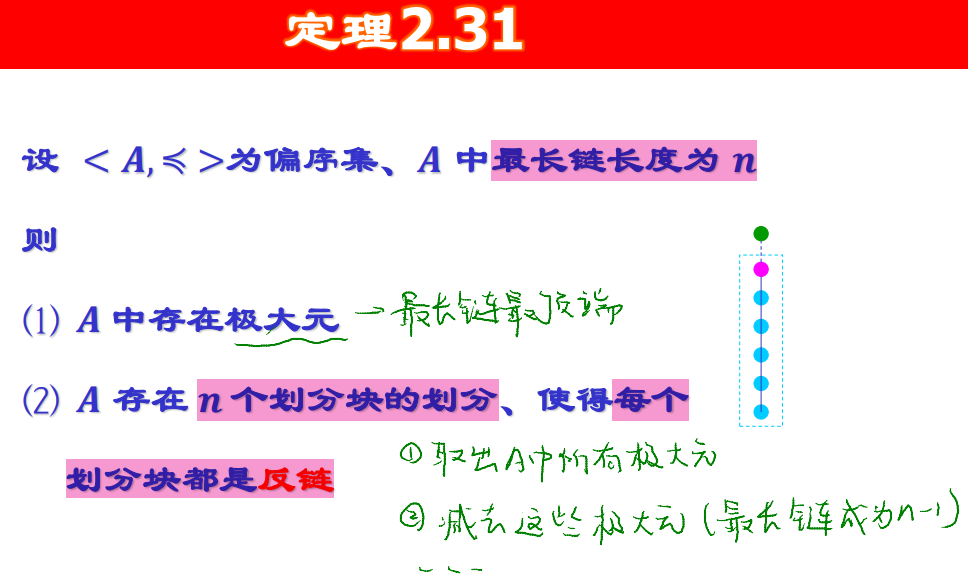 定理2.31
设 <A,≼>为偏序集、A 中最长链长度为 n
则
(1) A 中存在极大元 → 最长链最顶端
(2) A 存在 n 个划分块的划分、使得每个
划分块都是反链
① 取出A中所有极大元
② 减去这些极大元(最长链成为n-1)